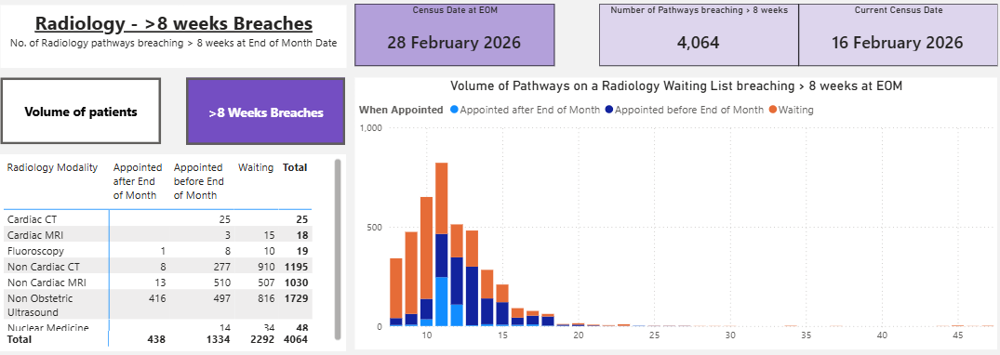 Radiology - >8 weeks Breaches
No. of Radiology pathways breaching > 8 weeks at End of Month Date
Census Date at EOM
28 February 2026
Number of Pathways breaching > 8 weeks
4,064
Current Census Date
16 February 2026
Volume of patients
>8 Weeks Breaches
Radiology Modality Appointed after End of Month Appointed before End of Month Waiting Total
Cardiac CT 25 25
Cardiac MRI 3 15 18
Fluoroscopy 1 8 10 19
Non Cardiac CT 8 277 910 1195
Non Cardiac MRI 13 510 507 1030
Non Obstetric Ultrasound 416 497 816 1729
Nuclear Medicine 14 34 48
Total 438 1334 2292 4064
Volume of Pathways on a Radiology Waiting List breaching > 8 weeks at EOM
When Appointed Appointed after End of Month Appointed before End of Month Waiting
1,000
500
0
10 15 20 25 30 35 40 45